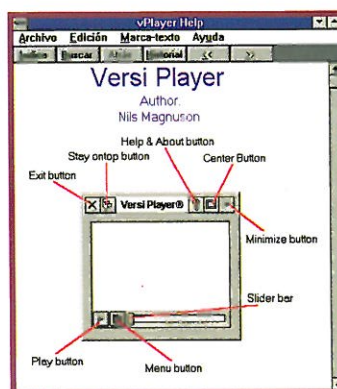 vPlayer Help
Archivo Edición Marca-texto Ayuda
Índice Buscar Atrás Historial << >>
Versi Player
Author:
Nils Magnuson
Help & About button
Stay ontop button
Center Button
Exit button
Versi Player®
Minimize button
Slider bar
Play button
Menu button